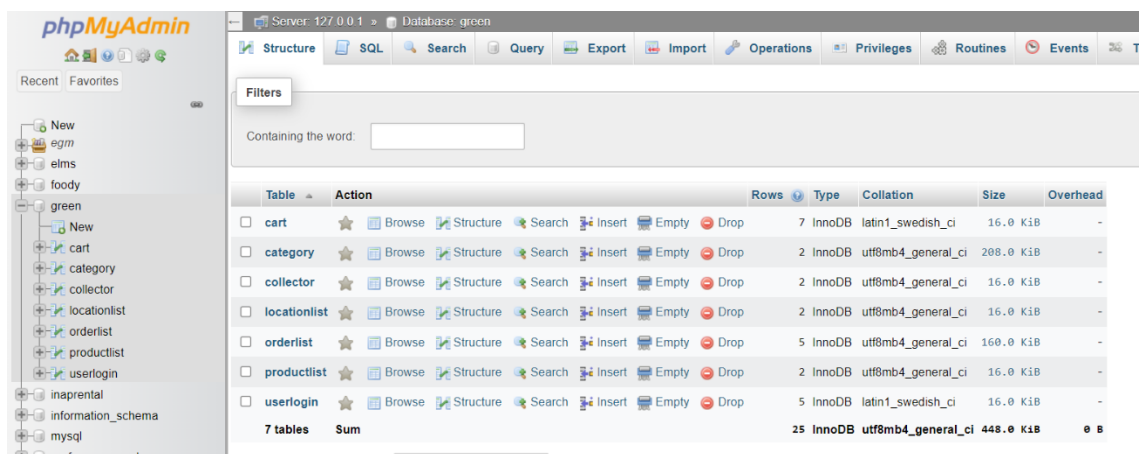 phpMyAdmin
Recent Favorites
New
egm
elms
foody
green
New
cart
category
collector
locationlist
orderlist
productlist
userlogin
inaprental
information_schema
mysql
Server: 127.0.0.1 » Database: green
Structure SQL Search Query Export Import Operations Privileges Routines Events
Filters
Containing the word:
Table Action Rows Type Collation Size Overhead
cart Browse Structure Search Insert Empty Drop 7 InnoDB latin1_swedish_ci 16.0 KiB -
category Browse Structure Search Insert Empty Drop 2 InnoDB utf8mb4_general_ci 208.0 KiB -
collector Browse Structure Search Insert Empty Drop 2 InnoDB utf8mb4_general_ci 16.0 KiB -
locationlist Browse Structure Search Insert Empty Drop 2 InnoDB utf8mb4_general_ci 16.0 KiB -
orderlist Browse Structure Search Insert Empty Drop 5 InnoDB utf8mb4_general_ci 160.0 KiB -
productlist Browse Structure Search Insert Empty Drop 2 InnoDB utf8mb4_general_ci 16.0 KiB -
userlogin Browse Structure Search Insert Empty Drop 5 InnoDB latin1_swedish_ci 16.0 KiB -
7 tables Sum 25 InnoDB utf8mb4_general_ci 448.0 KiB 0 B